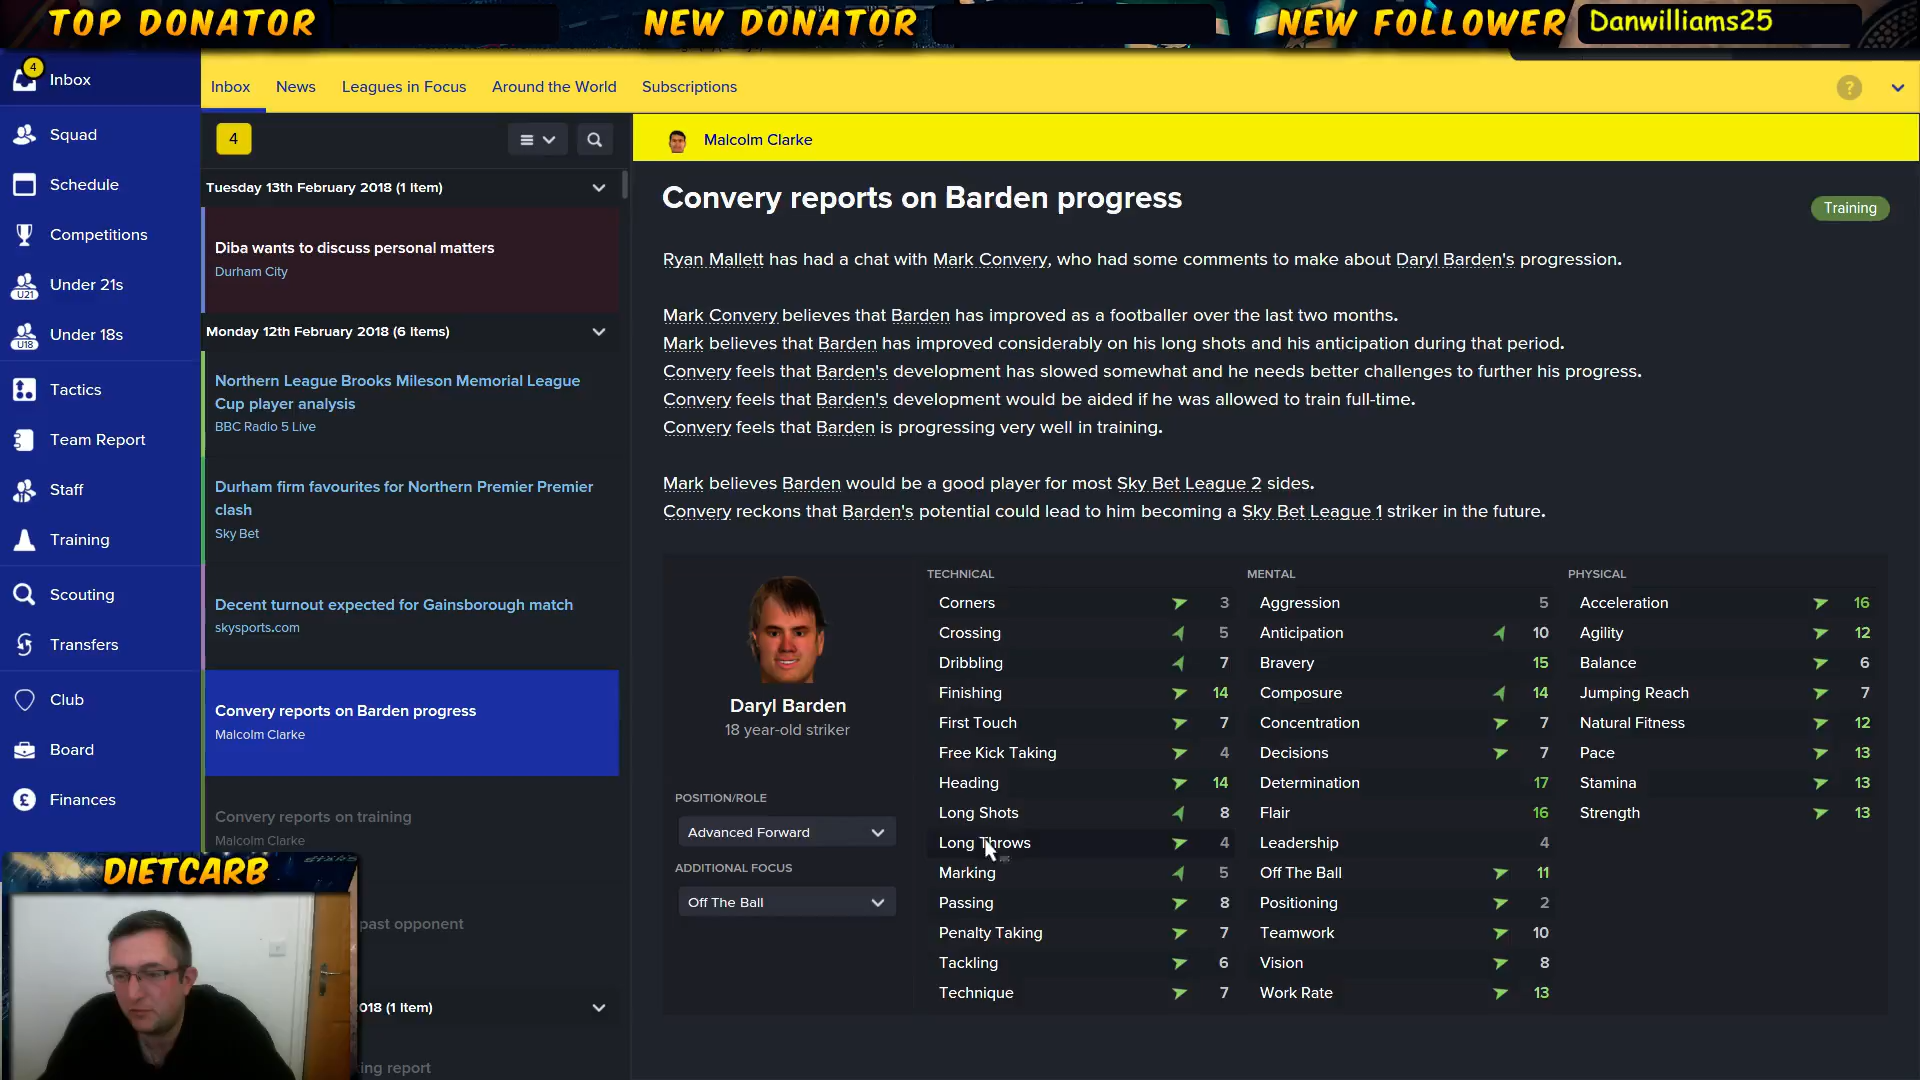 TOP DONATOR
NEW DONATOR
NEW FOLLOWER
Danwilliams25
4
Inbox
Squad
Schedule
Competitions
U21
Under 21s
U18
Under 18s
Tactics
Team Report
Staff
Training
Scouting
Transfers
Club
Board
Finances
Inbox
News
Leagues in Focus
Around the World
Subscriptions
?
4
Tuesday 13th February 2018 (1 Item)
Diba wants to discuss personal matters
Durham City
Monday 12th February 2018 (6 Items)
Northern League Brooks Mileson Memorial League
Cup player analysis
BBC Radio 5 Live
Durham firm favourites for Northern Premier Premier
clash
Sky Bet
Decent turnout expected for Gainsborough match
skysports.com
Convery reports on Barden progress
Malcolm Clarke
Convery reports on training
Malcolm Clarke
past opponent
018 (1 Item)
ing report
DIETCARB
Malcolm Clarke
Convery reports on Barden progress
Training
Ryan Mallett has had a chat with Mark Convery, who had some comments to make about Daryl Barden's progression.
Mark Convery believes that Barden has improved as a footballer over the last two months.
Mark believes that Barden has improved considerably on his long shots and his anticipation during that period.
Convery feels that Barden's development has slowed somewhat and he needs better challenges to further his progress.
Convery feels that Barden's development would be aided if he was allowed to train full-time.
Convery feels that Barden is progressing very well in training.
Mark believes Barden would be a good player for most Sky Bet League 2 sides.
Convery reckons that Barden's potential could lead to him becoming a Sky Bet League 1 striker in the future.
Daryl Barden
18 year-old striker
POSITION/ROLE
Advanced Forward
ADDITIONAL FOCUS
Off The Ball
TECHNICAL
Corners 3
Crossing 5
Dribbling 7
Finishing 14
First Touch 7
Free Kick Taking 4
Heading 14
Long Shots 8
Long Throws 4
Marking 5
Passing 8
Penalty Taking 7
Tackling 6
Technique 7
MENTAL
Aggression 5
Anticipation 10
Bravery 15
Composure 14
Concentration 7
Decisions 7
Determination 17
Flair 16
Leadership 4
Off The Ball 11
Positioning 2
Teamwork 10
Vision 8
Work Rate 13
PHYSICAL
Acceleration 16
Agility 12
Balance 6
Jumping Reach 7
Natural Fitness 12
Pace 13
Stamina 13
Strength 13